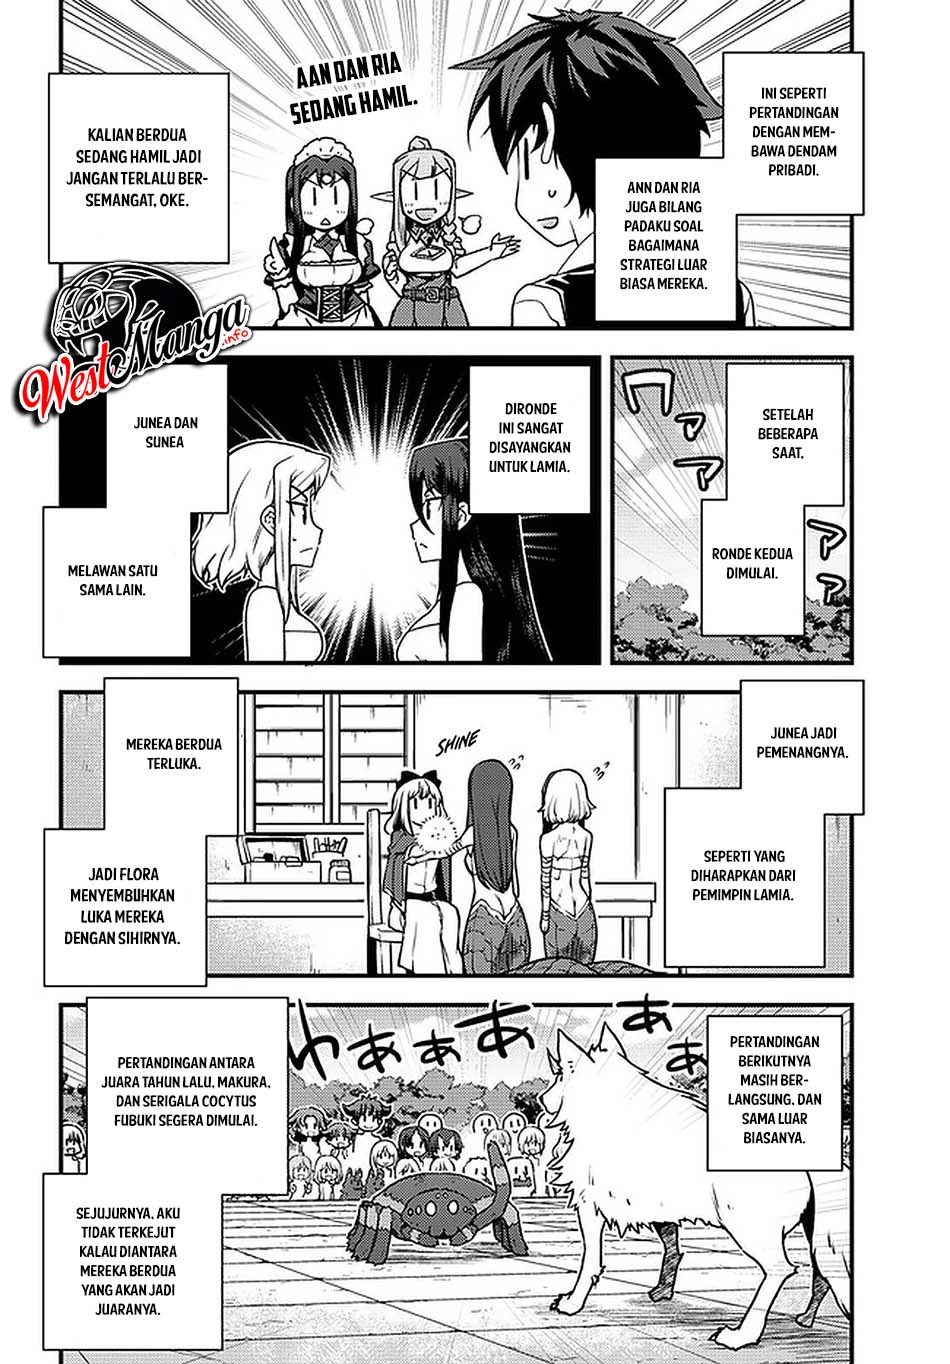 INI SEPERTI
PERTANDINGAN
DENGAN MEM-
BAWA DENDAM
PRIBADI.
ANN DAN RIA
JUGA BILANG
PADAKU SOAL
BAGAIMANA
STRATEGI LUAR
BIASA MEREKA.
AAN DAN RIA
SEDANG HAMIL.
KALIAN BERDUA
SEDANG HAMIL JADI
JANGAN TERLALU BER-
SEMANGAT, OKE.
WestManga
.info
SETELAH
BEBERAPA
SAAT,
RONDE KEDUA
DIMULAI.
ワァ
ァァ
DIRONDE
INI SANGAT
DISAYANGKAN
UNTUK LAMIA.
JUNEA DAN
SUNEA
MELAWAN SATU
SAMA LAIN.
JUNEA JADI
PEMENANGNYA.
SEPERTI YANG
DIHARAPKAN DARI
PEMIMPIN LAMIA.
SHINE
MEREKA BERDUA
TERLUKA.
JADI FLORA
MENYEMBUHKAN
LUKA MEREKA
DENGAN SIHIRNYA.
PERTANDINGAN
BERIKUTNYA
MASIH BER-
LANGSUNG, DAN
SAMA LUAR
BIASANYA.
わぁぁぁぁぁ
PERTANDINGAN ANTARA
JUARA TAHUN LALU, MAKURA,
DAN SERIGALA COCYTUS
FUBUKI SEGERA DIMULAI.
SEJUJURNYA, AKU
TIDAK TERKEJUT
KALAU DIANTARA
MEREKA BERDUA
YANG AKAN JADI
JUARANYA.